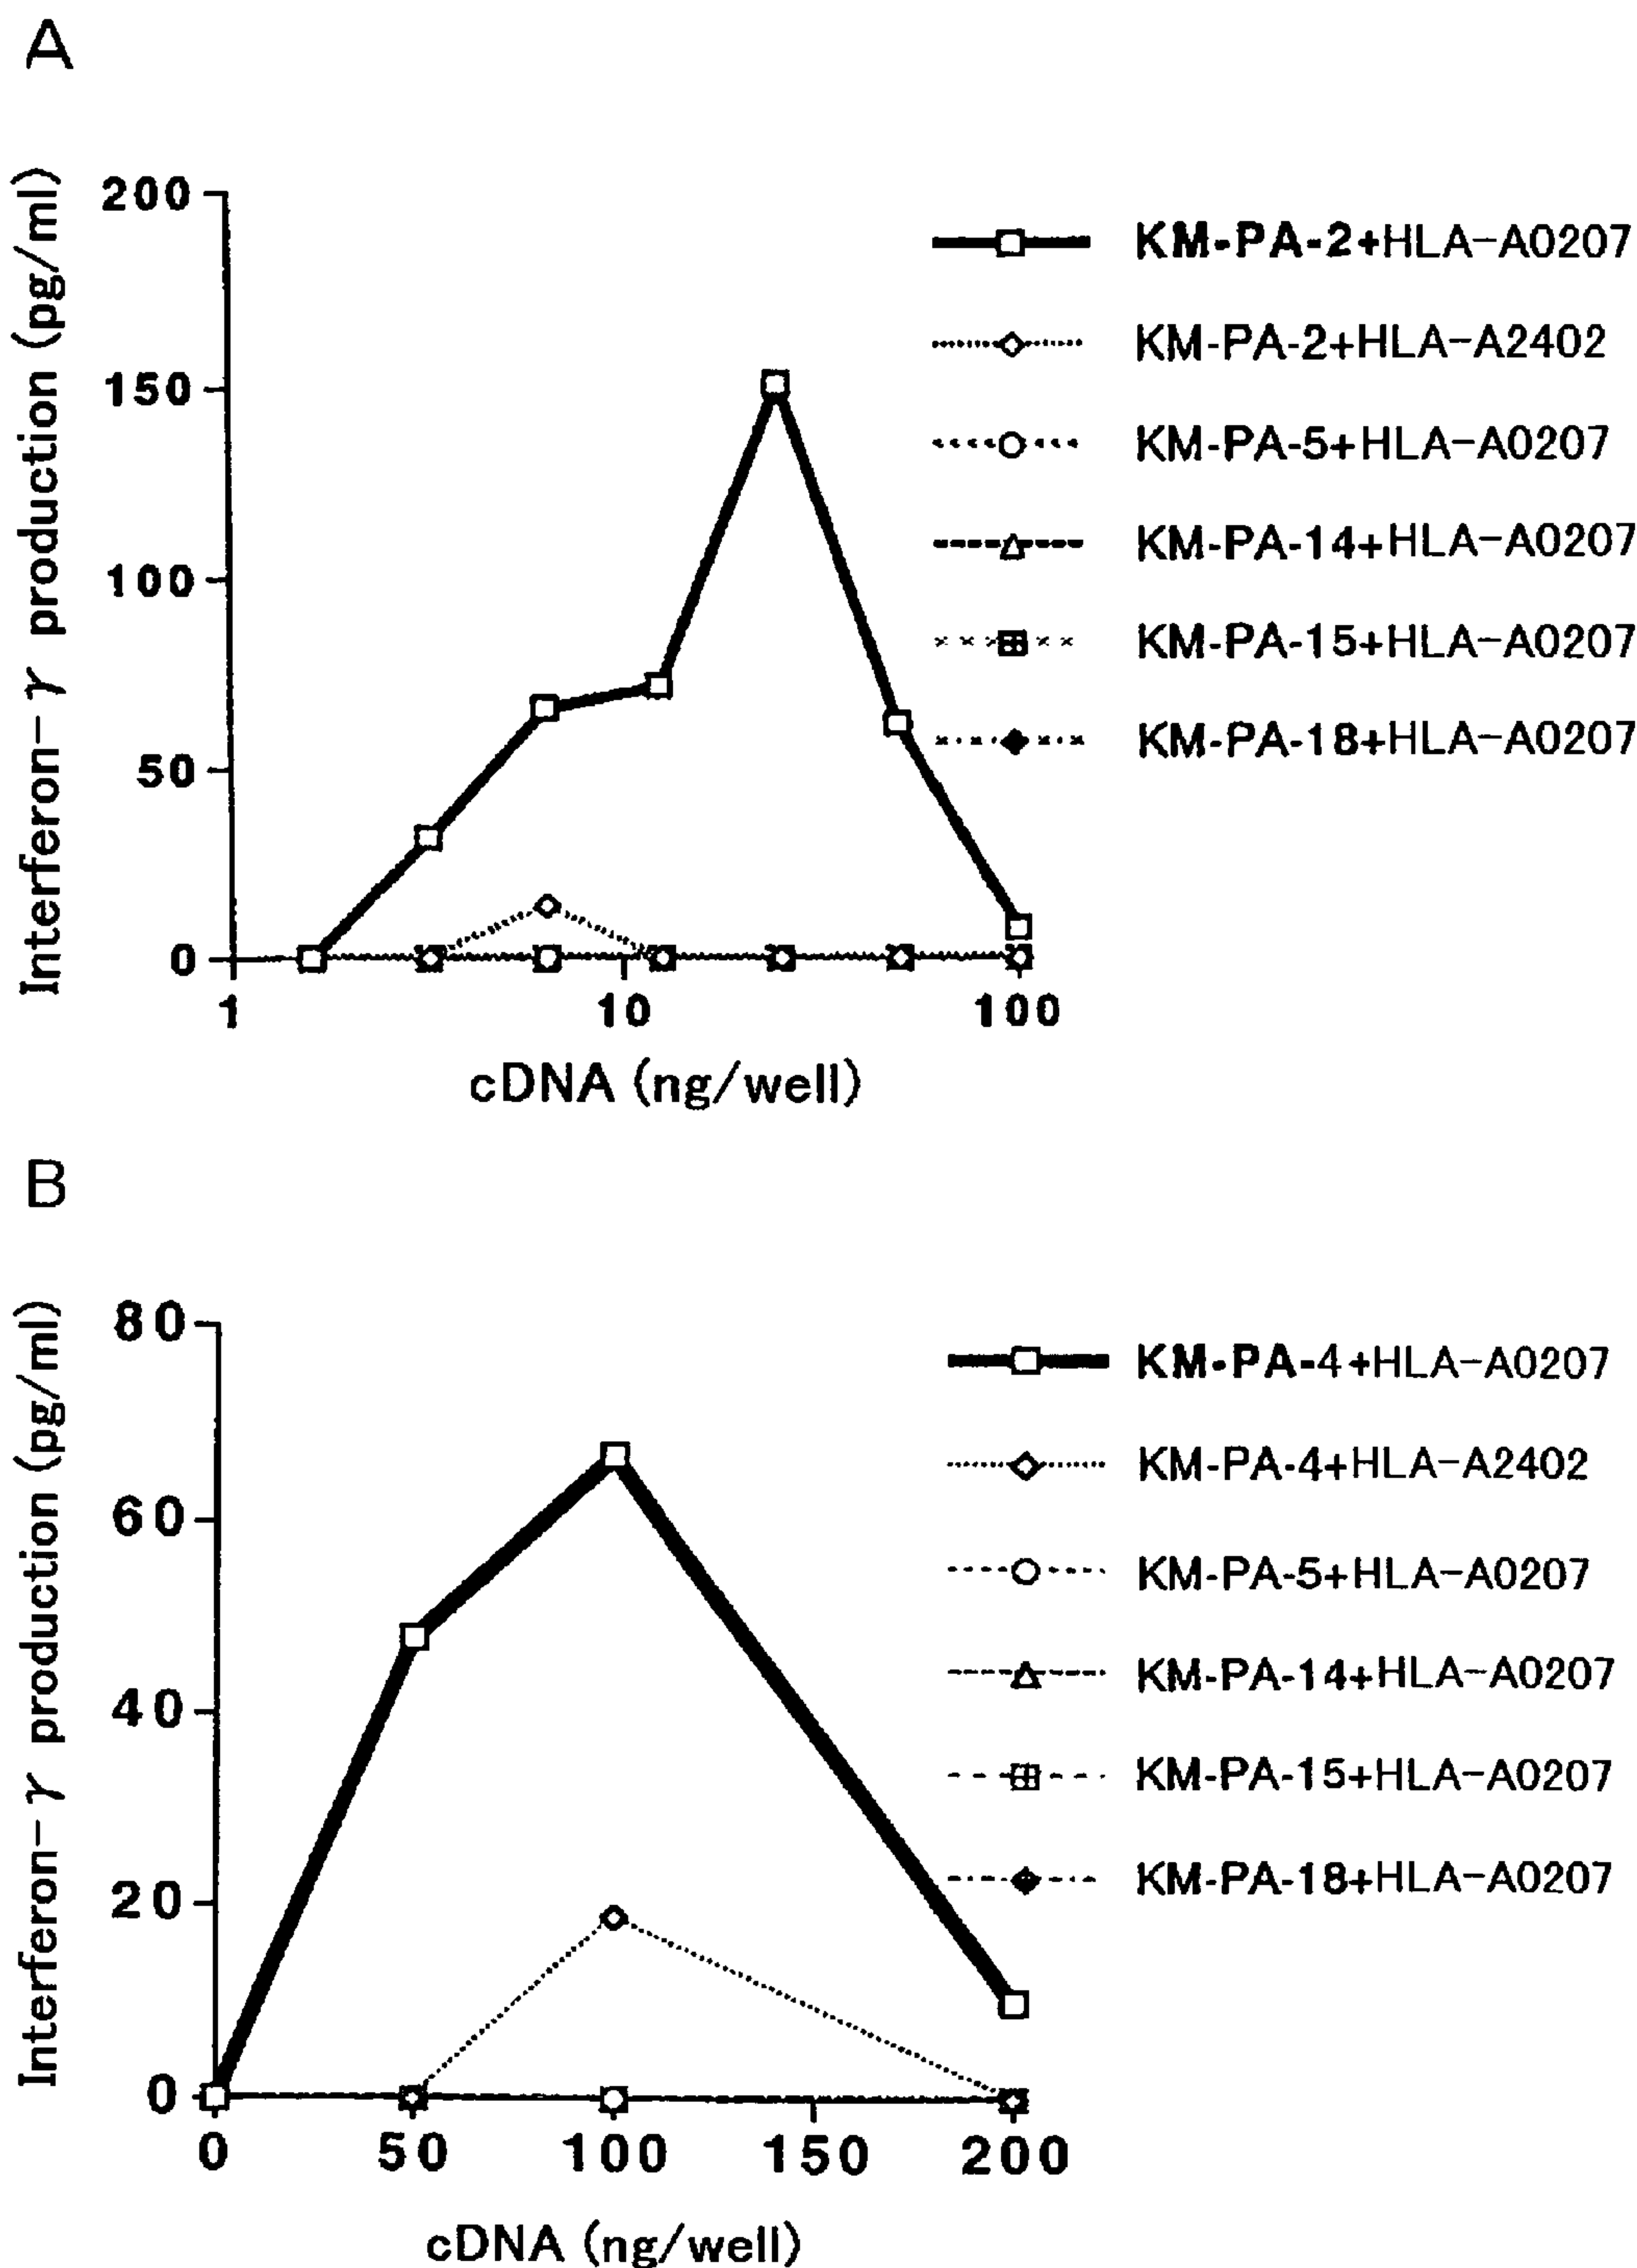 A
Interferon-γ production (pg/ml)
200
150
100
50
0
1
10
100
cDNA (ng/well)
KM-PA-2+HLA-A0207
KM-PA-2+HLA-A2402
KM-PA-5+HLA-A0207
KM-PA-14+HLA-A0207
KM-PA-15+HLA-A0207
KM-PA-18+HLA-A0207
B
Interferon-γ production (pg/ml)
80
60
40
20
0
0
50
100
150
200
cDNA (ng/well)
KM-PA-4+HLA-A0207
KM-PA-4+HLA-A2402
KM-PA-5+HLA-A0207
KM-PA-14+HLA-A0207
KM-PA-15+HLA-A0207
KM-PA-18+HLA-A0207